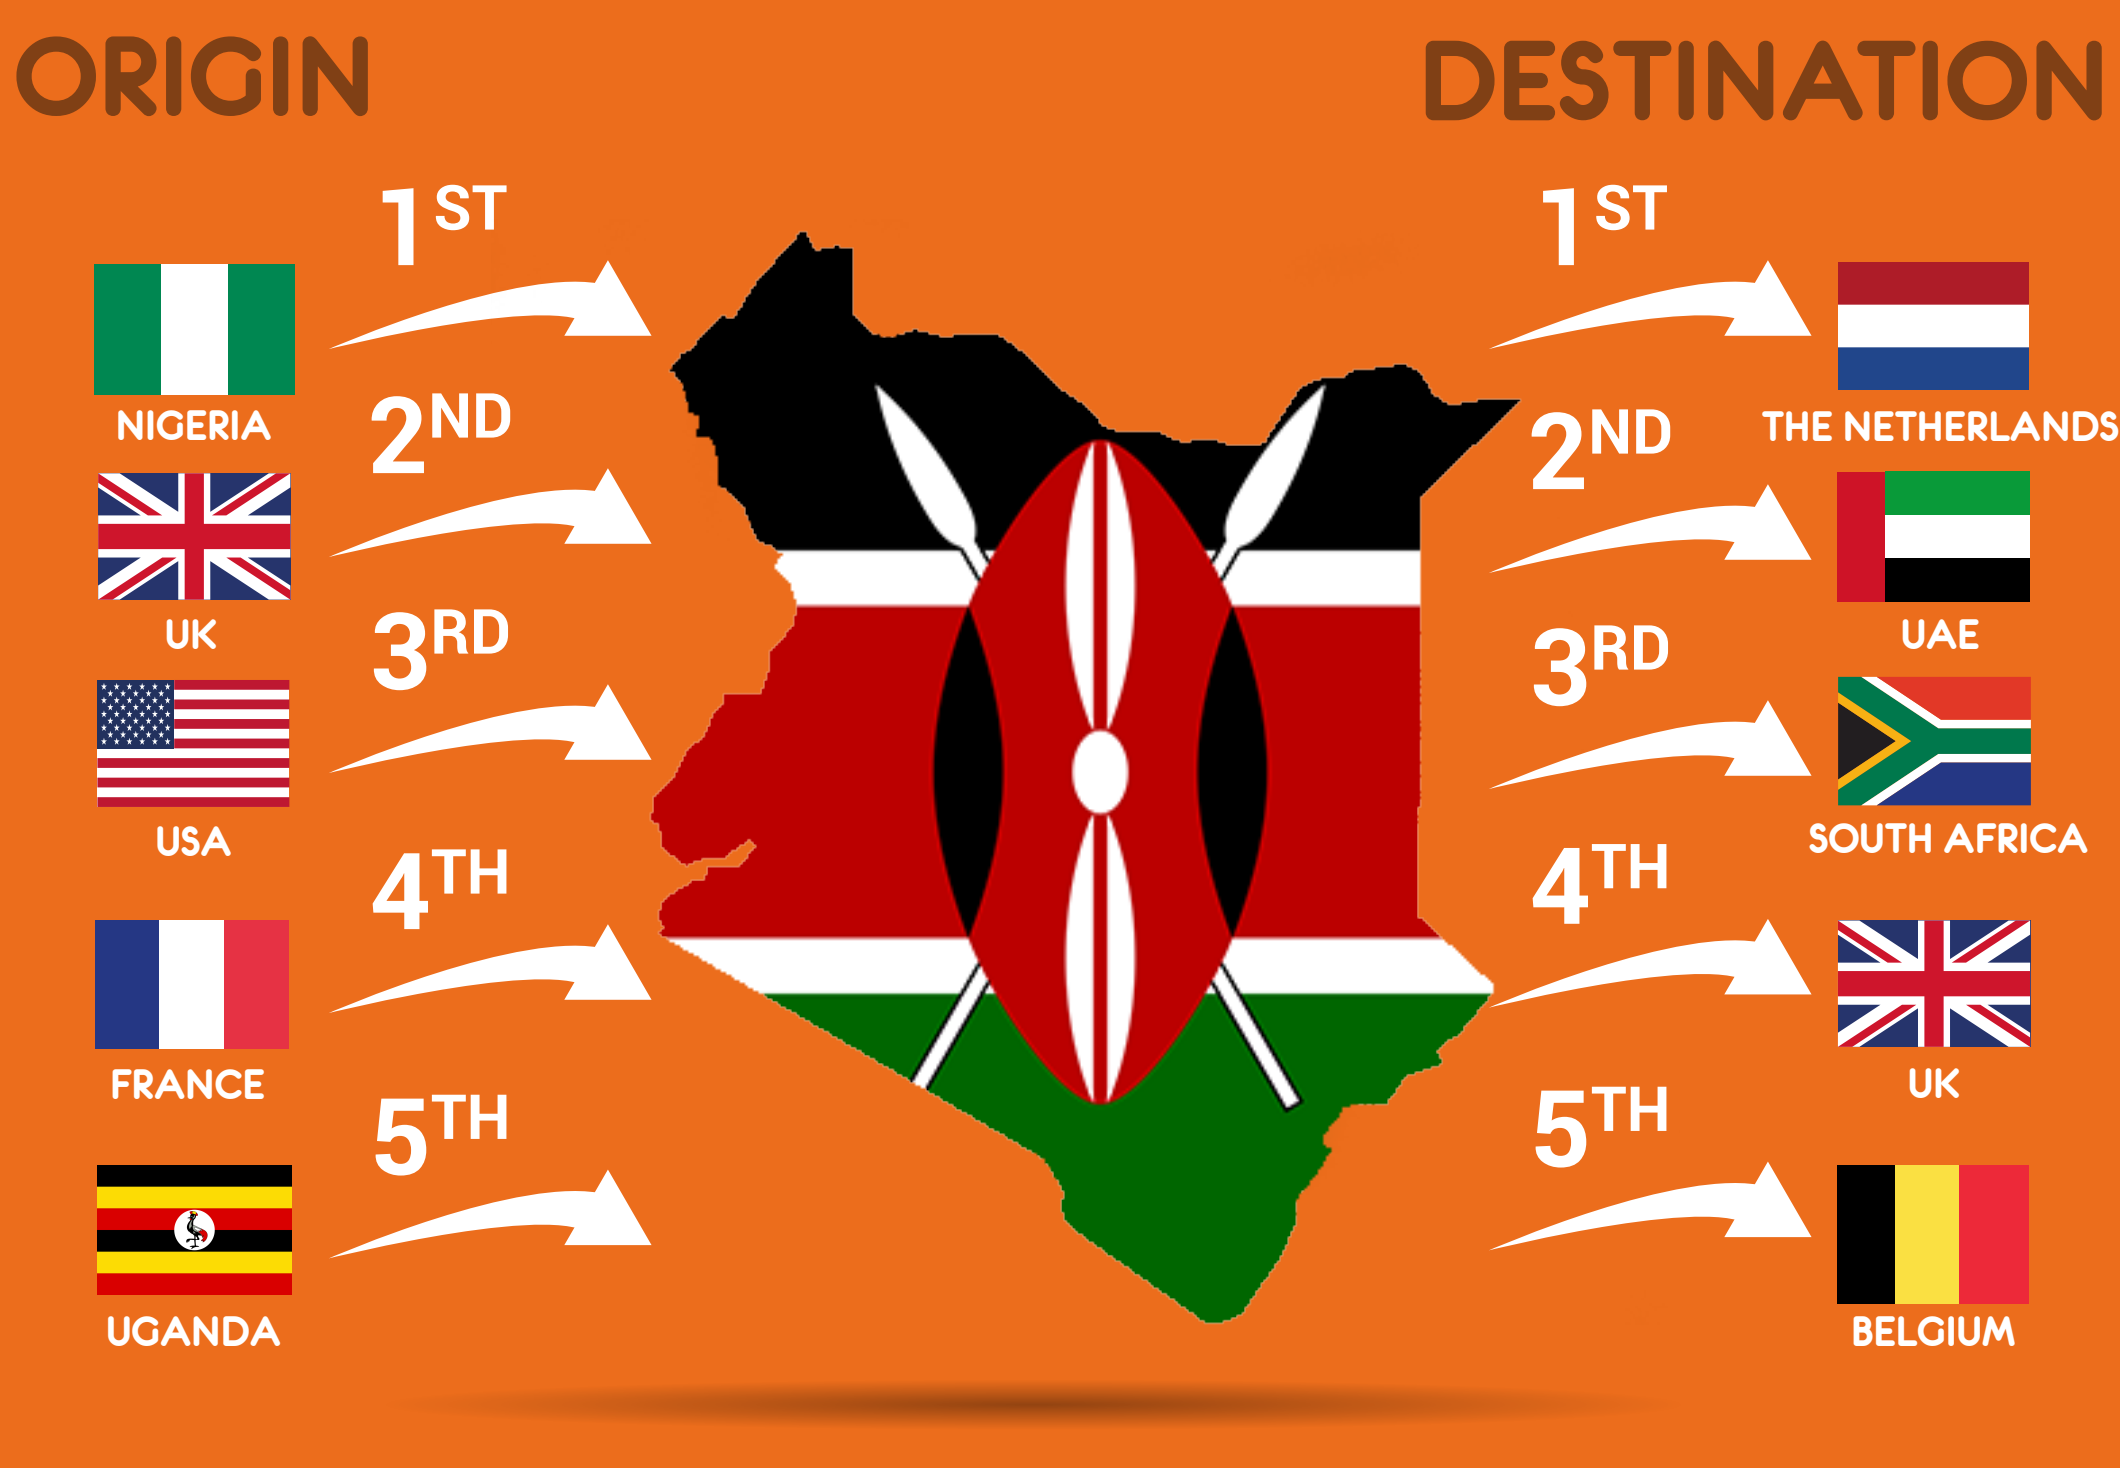 ORIGIN
DESTINATION
1ST
NIGERIA
2ND
UK
3RD
USA
4TH
FRANCE
5TH
UGANDA
1ST
THE NETHERLANDS
2ND
UAE
3RD
SOUTH AFRICA
4TH
UK
5TH
BELGIUM